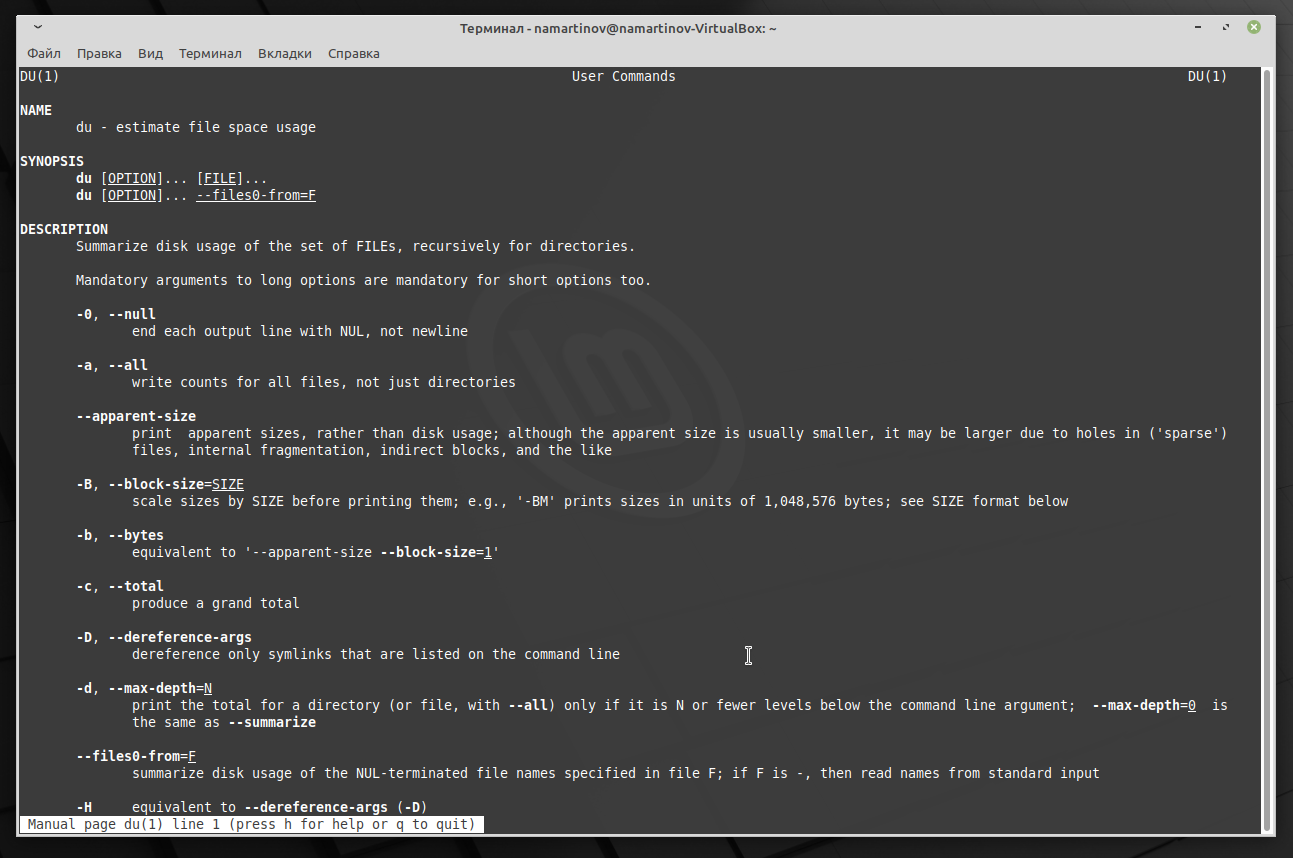 Терминал - namartinov@namartinov-VirtualBox: ~
Файл Правка Вид Терминал Вкладки Справка
DU(1) User Commands DU(1)
NAME
du - estimate file space usage
SYNOPSIS
du [OPTION]... [FILE]...
du [OPTION]... --files0-from=F
DESCRIPTION
Summarize disk usage of the set of FILEs, recursively for directories.
Mandatory arguments to long options are mandatory for short options too.
-0, --null
end each output line with NUL, not newline
-a, --all
write counts for all files, not just directories
--apparent-size
print  apparent sizes, rather than disk usage; although the apparent size is usually smaller, it may be larger due to holes in ('sparse')
files, internal fragmentation, indirect blocks, and the like
-B, --block-size=SIZE
scale sizes by SIZE before printing them; e.g., '-BM' prints sizes in units of 1,048,576 bytes; see SIZE format below
-b, --bytes
equivalent to '--apparent-size --block-size=1'
-c, --total
produce a grand total
-D, --dereference-args
dereference only symlinks that are listed on the command line
-d, --max-depth=N
print the total for a directory (or file, with --all) only if it is N or fewer levels below the command line argument;  --max-depth=0  is
the same as --summarize
--files0-from=F
summarize disk usage of the NUL-terminated file names specified in file F; if F is -, then read names from standard input
-H equivalent to --dereference-args (-D)
Manual page du(1) line 1 (press h for help or q to quit)